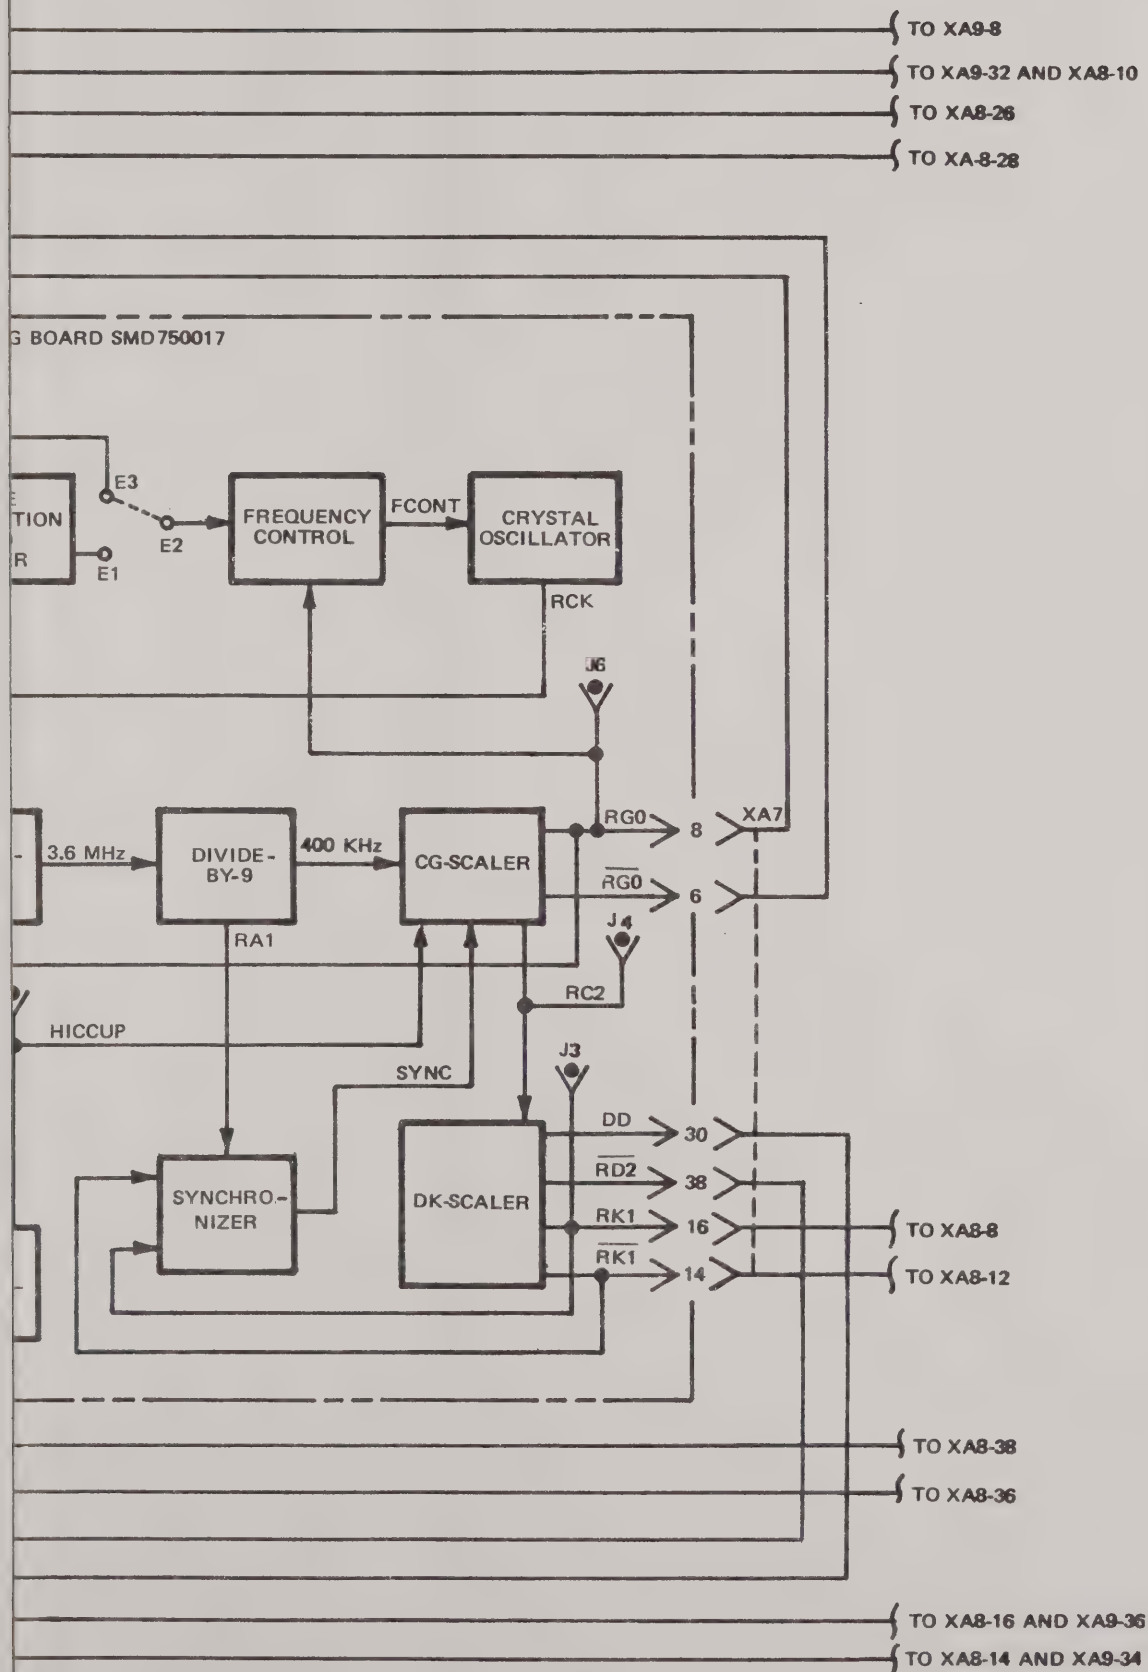 TO XA9-8
TO XA9-32 AND XA8-10
TO XA8-26
TO XA-8-28
G BOARD SMD750017
E3
E
TION
R
E2
E1
FREQUENCY
CONTROL
FCONT
CRYSTAL
OSCILLATOR
RCK
J6
3.6 MHz
DIVIDE-
BY-9
400 KHz
CG-SCALER
RG0
8
XA7
R̅G̅0̅
6
RA1
J4
RC2
HICCUP
SYNC
J3
SYNCHRO-
NIZER
DK-SCALER
DD
30
R̅D̅2̅
38
RK1
16
TO XA8-8
R̅K̅1̅
14
TO XA8-12
TO XA8-38
TO XA8-36
TO XA8-16 AND XA9-36
TO XA8-14 AND XA9-34